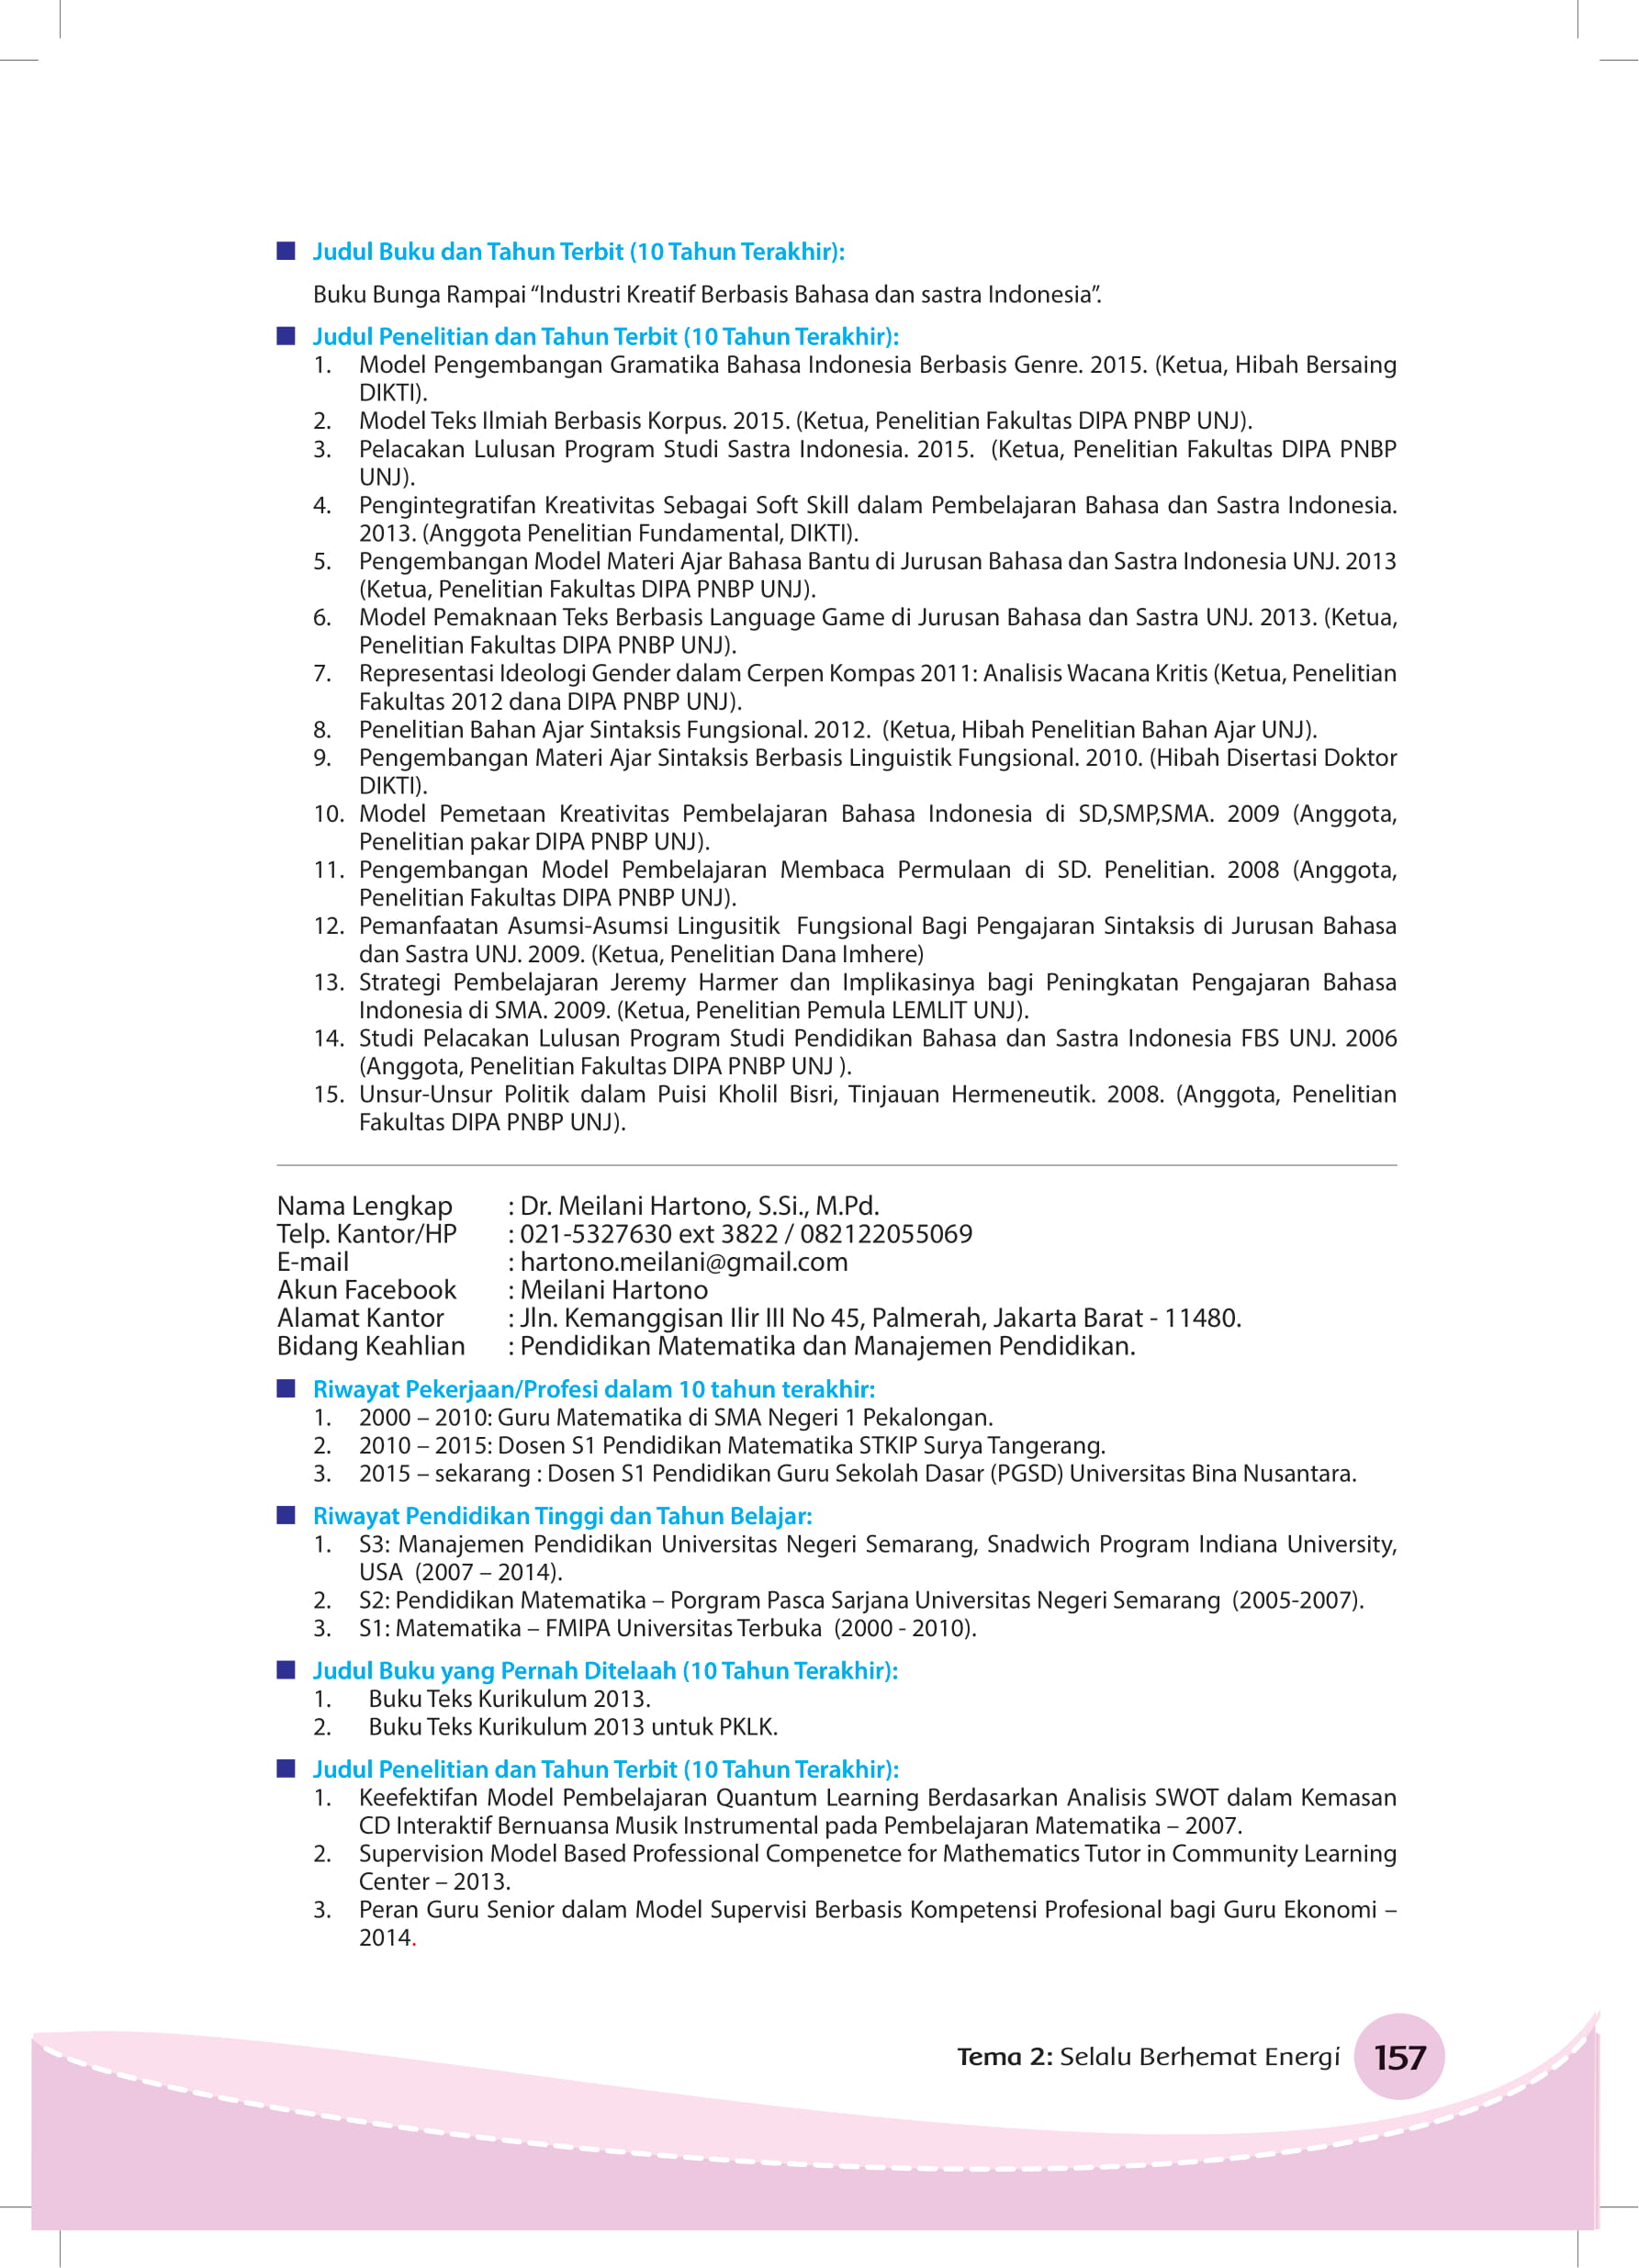 Judul Buku dan Tahun Terbit (10 Tahun Terakhir):
Buku Bunga Rampai “Industri Kreatif Berbasis Bahasa dan sastra Indonesia”.
Judul Penelitian dan Tahun Terbit (10 Tahun Terakhir):
1. Model Pengembangan Gramatika Bahasa Indonesia Berbasis Genre. 2015. (Ketua, Hibah Bersaing
DIKTI).
2. Model Teks Ilmiah Berbasis Korpus. 2015. (Ketua, Penelitian Fakultas DIPA PNBP UNJ).
3. Pelacakan Lulusan Program Studi Sastra Indonesia. 2015. (Ketua, Penelitian Fakultas DIPA PNBP
UNJ).
4. Pengintegratifan Kreativitas Sebagai Soft Skill dalam Pembelajaran Bahasa dan Sastra Indonesia.
2013. (Anggota Penelitian Fundamental, DIKTI).
5. Pengembangan Model Materi Ajar Bahasa Bantu di Jurusan Bahasa dan Sastra Indonesia UNJ. 2013
(Ketua, Penelitian Fakultas DIPA PNBP UNJ).
6. Model Pemaknaan Teks Berbasis Language Game di Jurusan Bahasa dan Sastra UNJ. 2013. (Ketua,
Penelitian Fakultas DIPA PNBP UNJ).
7. Representasi Ideologi Gender dalam Cerpen Kompas 2011: Analisis Wacana Kritis (Ketua, Penelitian
Fakultas 2012 dana DIPA PNBP UNJ).
8. Penelitian Bahan Ajar Sintaksis Fungsional. 2012. (Ketua, Hibah Penelitian Bahan Ajar UNJ).
9. Pengembangan Materi Ajar Sintaksis Berbasis Linguistik Fungsional. 2010. (Hibah Disertasi Doktor
DIKTI).
10. Model Pemetaan Kreativitas Pembelajaran Bahasa Indonesia di SD,SMP,SMA. 2009 (Anggota,
Penelitian pakar DIPA PNBP UNJ).
11. Pengembangan Model Pembelajaran Membaca Permulaan di SD. Penelitian. 2008 (Anggota,
Penelitian Fakultas DIPA PNBP UNJ).
12. Pemanfaatan Asumsi-Asumsi Lingusitik Fungsional Bagi Pengajaran Sintaksis di Jurusan Bahasa
dan Sastra UNJ. 2009. (Ketua, Penelitian Dana Imhere)
13. Strategi Pembelajaran Jeremy Harmer dan Implikasinya bagi Peningkatan Pengajaran Bahasa
Indonesia di SMA. 2009. (Ketua, Penelitian Pemula LEMLIT UNJ).
14. Studi Pelacakan Lulusan Program Studi Pendidikan Bahasa dan Sastra Indonesia FBS UNJ. 2006
(Anggota, Penelitian Fakultas DIPA PNBP UNJ ).
15. Unsur-Unsur Politik dalam Puisi Kholil Bisri, Tinjauan Hermeneutik. 2008. (Anggota, Penelitian
Fakultas DIPA PNBP UNJ).
Nama Lengkap : Dr. Meilani Hartono, S.Si., M.Pd.
Telp. Kantor/HP : 021-5327630 ext 3822 / 082122055069
E-mail : hartono.meilani@gmail.com
Akun Facebook : Meilani Hartono
Alamat Kantor : Jln. Kemanggisan Ilir III No 45, Palmerah, Jakarta Barat - 11480.
Bidang Keahlian : Pendidikan Matematika dan Manajemen Pendidikan.
Riwayat Pekerjaan/Profesi dalam 10 tahun terakhir:
1. 2000 – 2010: Guru Matematika di SMA Negeri 1 Pekalongan.
2. 2010 – 2015: Dosen S1 Pendidikan Matematika STKIP Surya Tangerang.
3. 2015 – sekarang : Dosen S1 Pendidikan Guru Sekolah Dasar (PGSD) Universitas Bina Nusantara.
Riwayat Pendidikan Tinggi dan Tahun Belajar:
1. S3: Manajemen Pendidikan Universitas Negeri Semarang, Snadwich Program Indiana University,
USA (2007 – 2014).
2. S2: Pendidikan Matematika – Porgram Pasca Sarjana Universitas Negeri Semarang (2005-2007).
3. S1: Matematika – FMIPA Universitas Terbuka (2000 - 2010).
Judul Buku yang Pernah Ditelaah (10 Tahun Terakhir):
1. Buku Teks Kurikulum 2013.
2. Buku Teks Kurikulum 2013 untuk PKLK.
Judul Penelitian dan Tahun Terbit (10 Tahun Terakhir):
1. Keefektifan Model Pembelajaran Quantum Learning Berdasarkan Analisis SWOT dalam Kemasan
CD Interaktif Bernuansa Musik Instrumental pada Pembelajaran Matematika – 2007.
2. Supervision Model Based Professional Compenetce for Mathematics Tutor in Community Learning
Center – 2013.
3. Peran Guru Senior dalam Model Supervisi Berbasis Kompetensi Profesional bagi Guru Ekonomi –
2014.
Tema 2: Selalu Berhemat Energi 157